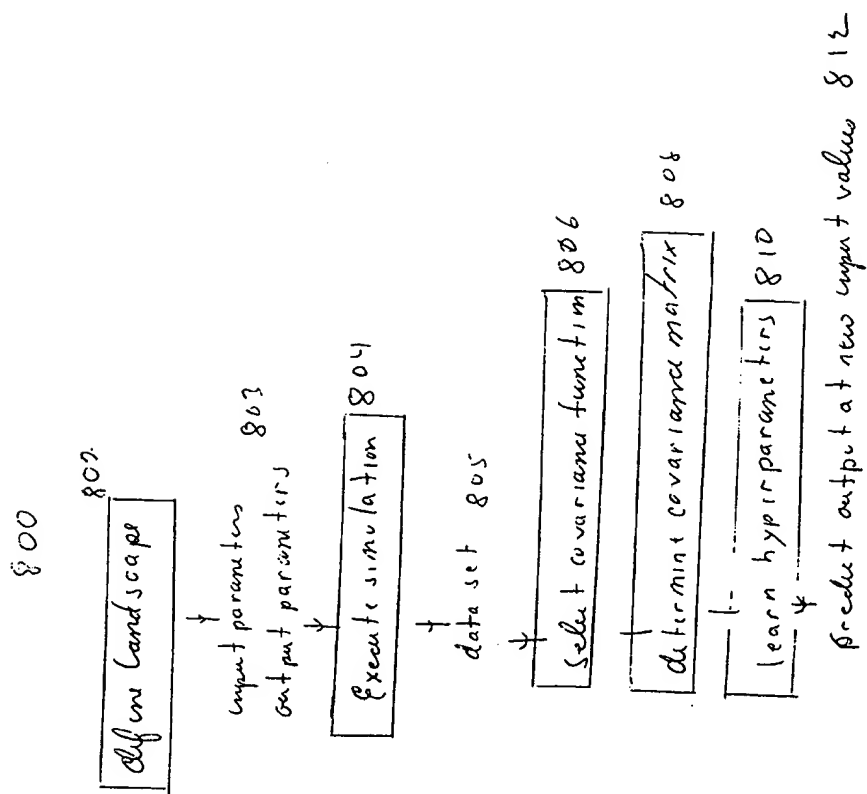 800
define landscape 802
input parameters
output parameters 803
Execute simulation 804
data set 805
Select covariance function 806
determine covariance matrix 808
learn hyperparameters 810
Predict output at new input values 812